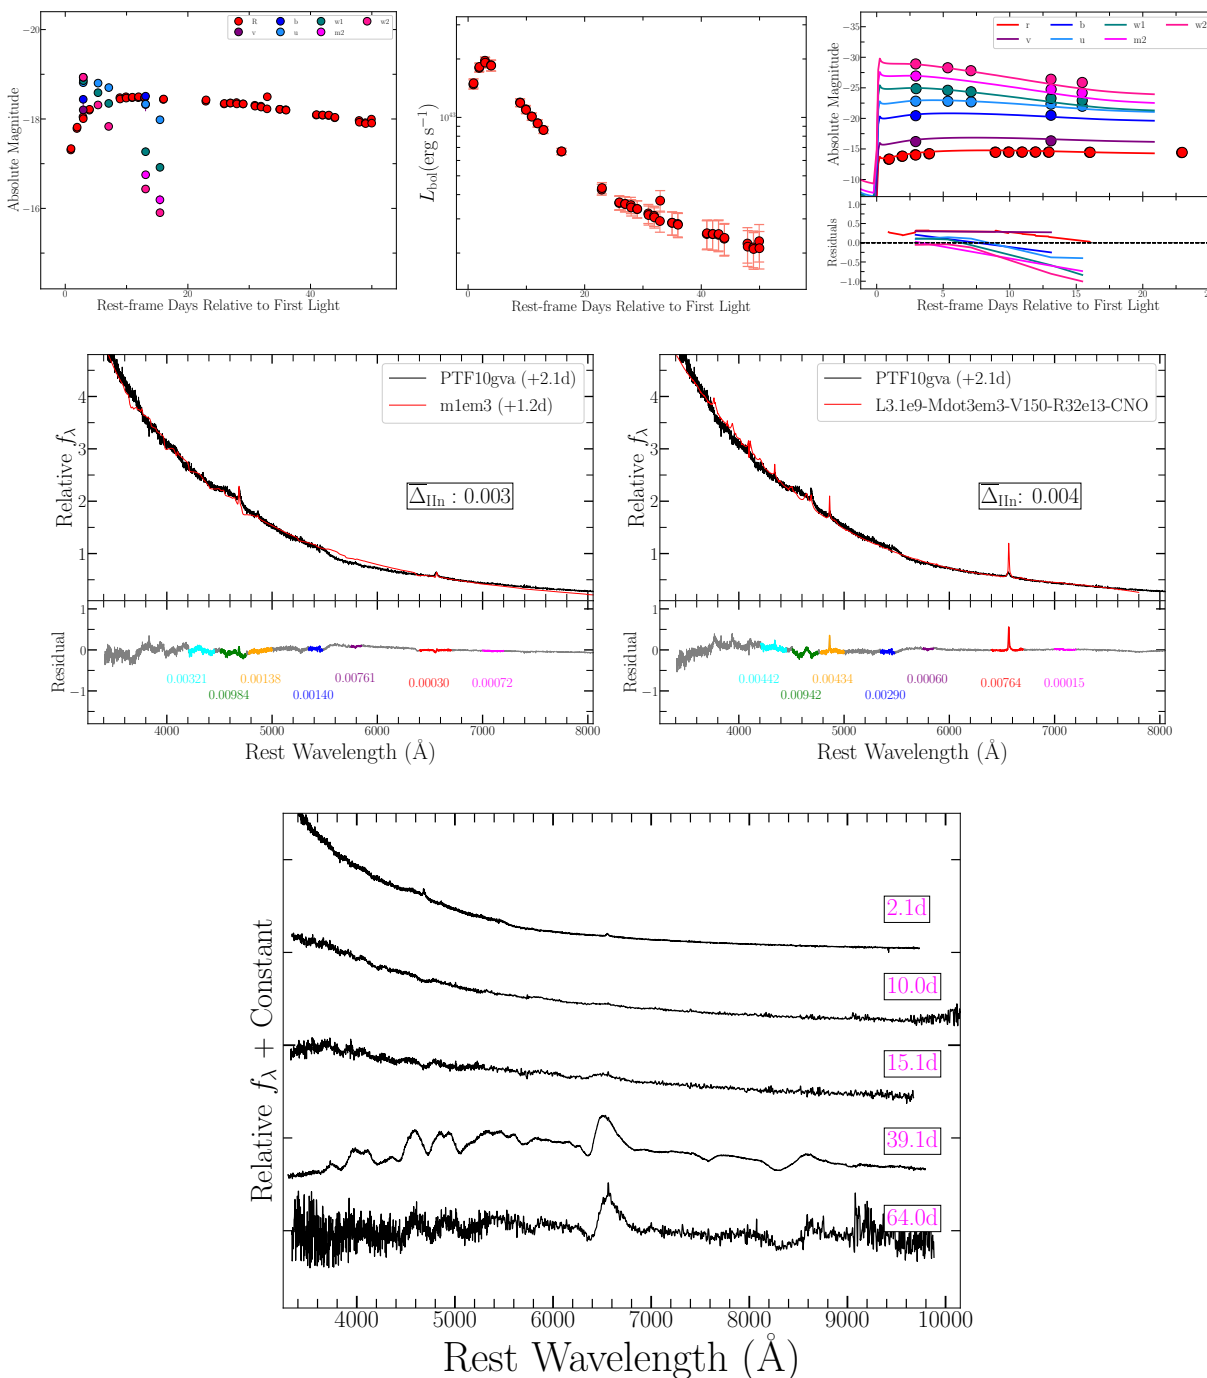 −20
−18
−16
Absolute Magnitude
R
b
w1
w2
v
u
m2
0
20
40
Rest-frame Days Relative to First Light
L_bol(erg s⁻¹)
10⁴³
0
20
40
Rest-frame Days Relative to First Light
−35
−30
−25
−20
−15
−10
Absolute Magnitude
r
b
w1
w2
v
u
m2
1.0
0.5
0.0
−0.5
−1.0
Residuals
0
5
10
15
20
Rest-frame Days Relative to First Light
4
3
2
1
Relative f_λ
PTF10gva (+2.1d)
m1em3 (+1.2d)
Δ̅_IIn : 0.003
1
0
−1
Residual
0.00321
0.00984
0.00138
0.00140
0.00761
0.00030
0.00072
4000
5000
6000
7000
8000
Rest Wavelength (Å)
4
3
2
1
Relative f_λ
PTF10gva (+2.1d)
L3.1e9-Mdot3em3-V150-R32e13-CNO
Δ̅_IIn: 0.004
1
0
−1
Residual
0.00442
0.00942
0.00434
0.00290
0.00060
0.00764
0.00015
4000
5000
6000
7000
8000
Rest Wavelength (Å)
Relative f_λ + Constant
2.1d
10.0d
15.1d
39.1d
64.0d
4000
5000
6000
7000
8000
9000
10000
Rest Wavelength (Å)